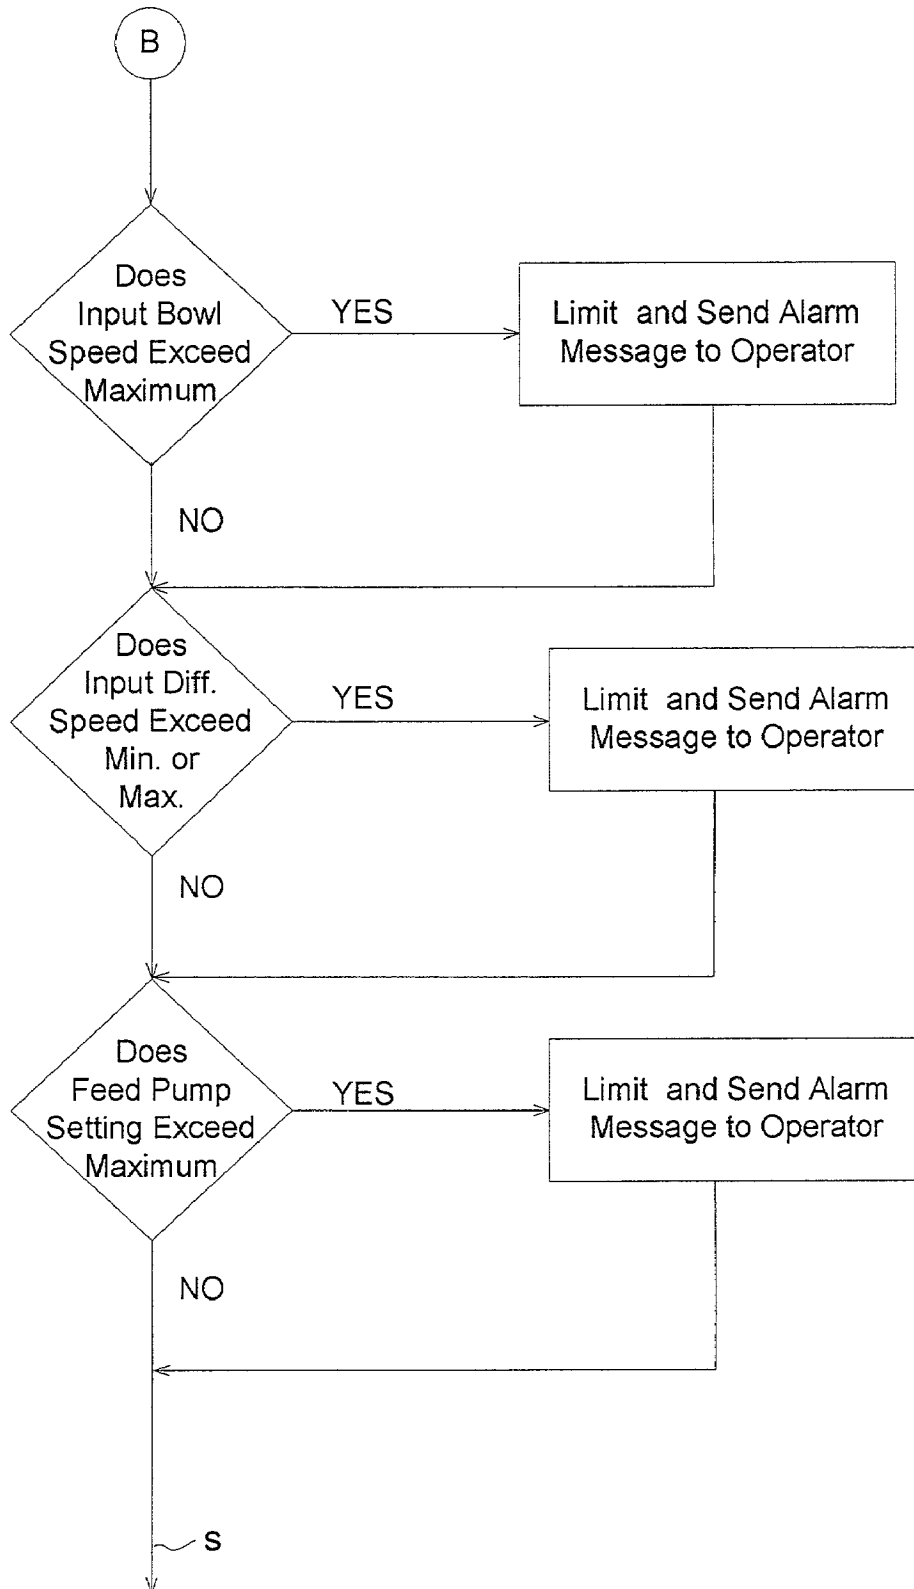 B
Does
Input Bowl
Speed Exceed
Maximum
YES
Limit and Send Alarm
Message to Operator
NO
Does
Input Diff.
Speed Exceed
Min. or
Max.
YES
Limit and Send Alarm
Message to Operator
NO
Does
Feed Pump
Setting Exceed
Maximum
YES
Limit and Send Alarm
Message to Operator
NO
s